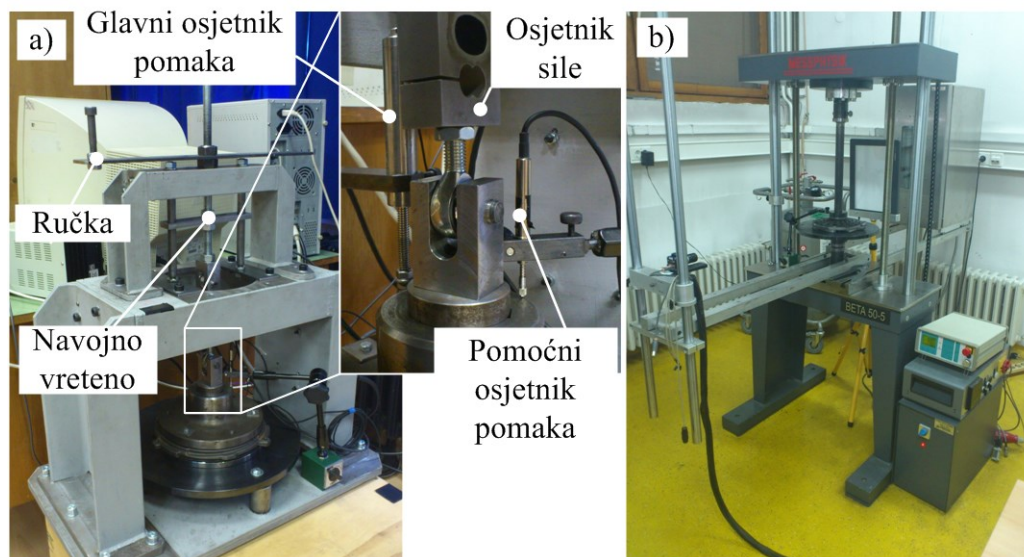 a)
Glavni osjetnik
pomaka
Osjetnik
sile
b)
Ručka
Navojno
vreteno
Pomoćni
osjetnik
pomaka
BETA 50-5